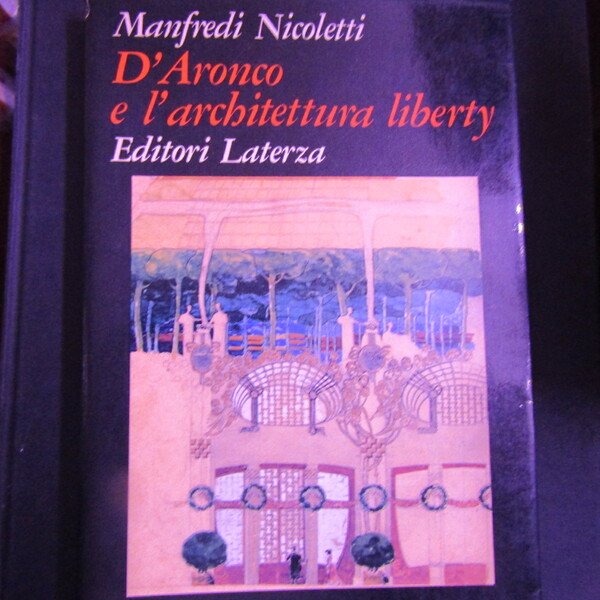 Manfredi Nicoletti
D'Aronco
e l'architettura liberty
Editori Laterza